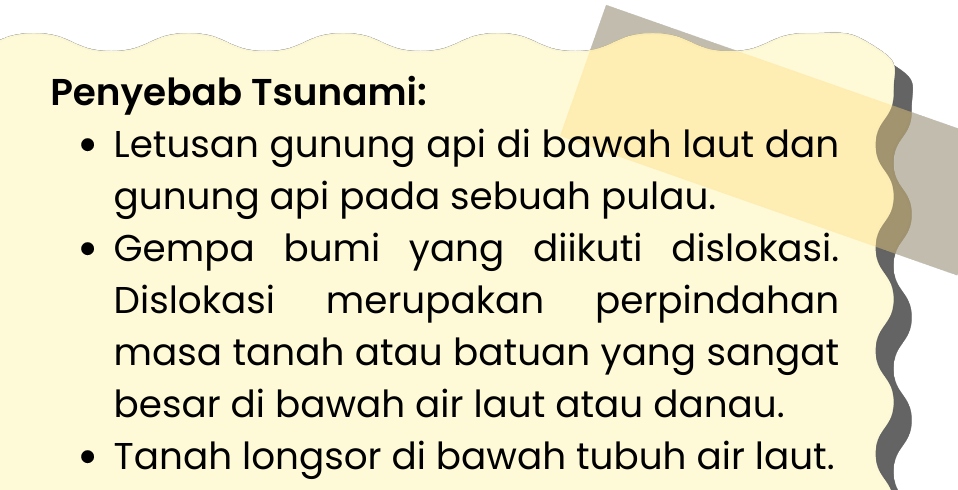 Penyebab Tsunami:
• Letusan gunung api di bawah laut dan
gunung api pada sebuah pulau.
• Gempa bumi yang diikuti dislokasi.
Dislokasi merupakan perpindahan
masa tanah atau batuan yang sangat
besar di bawah air laut atau danau.
• Tanah longsor di bawah tubuh air laut.